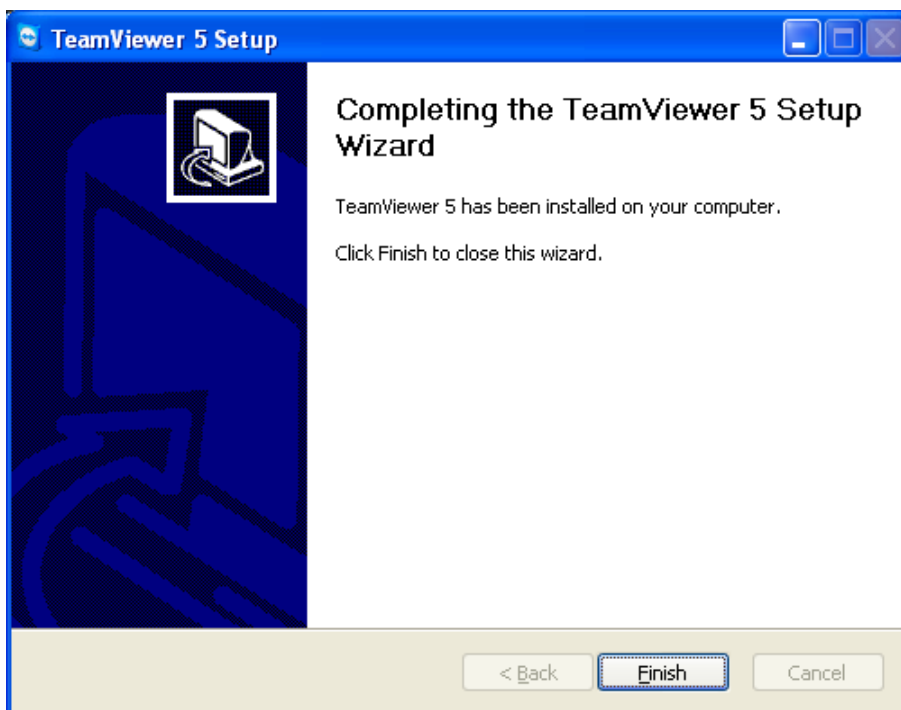 TeamViewer 5 Setup
Completing the TeamViewer 5 Setup
Wizard
TeamViewer 5 has been installed on your computer.
Click Finish to close this wizard.
< Back
Finish
Cancel